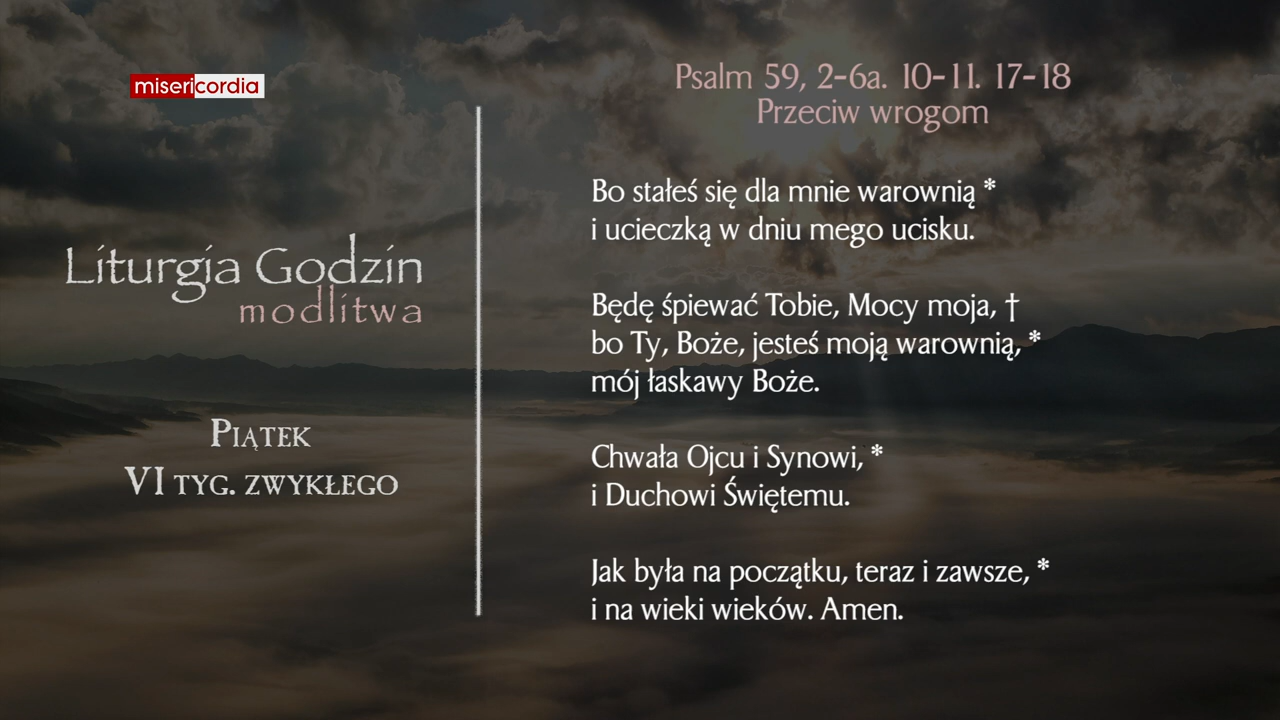 misericordia
Liturgia Godzin
modlitwa
Piątek
VI tyg. zwykłego
Psalm 59, 2-6a. 10-11. 17-18
Przeciw wrogom
Bo stałeś się dla mnie warownią *
i ucieczką w dniu mego ucisku.
Będę śpiewać Tobie, Mocy moja, †
bo Ty, Boże, jesteś moją warownią, *
mój łaskawy Boże.
Chwała Ojcu i Synowi, *
i Duchowi Świętemu.
Jak była na początku, teraz i zawsze, *
i na wieki wieków. Amen.